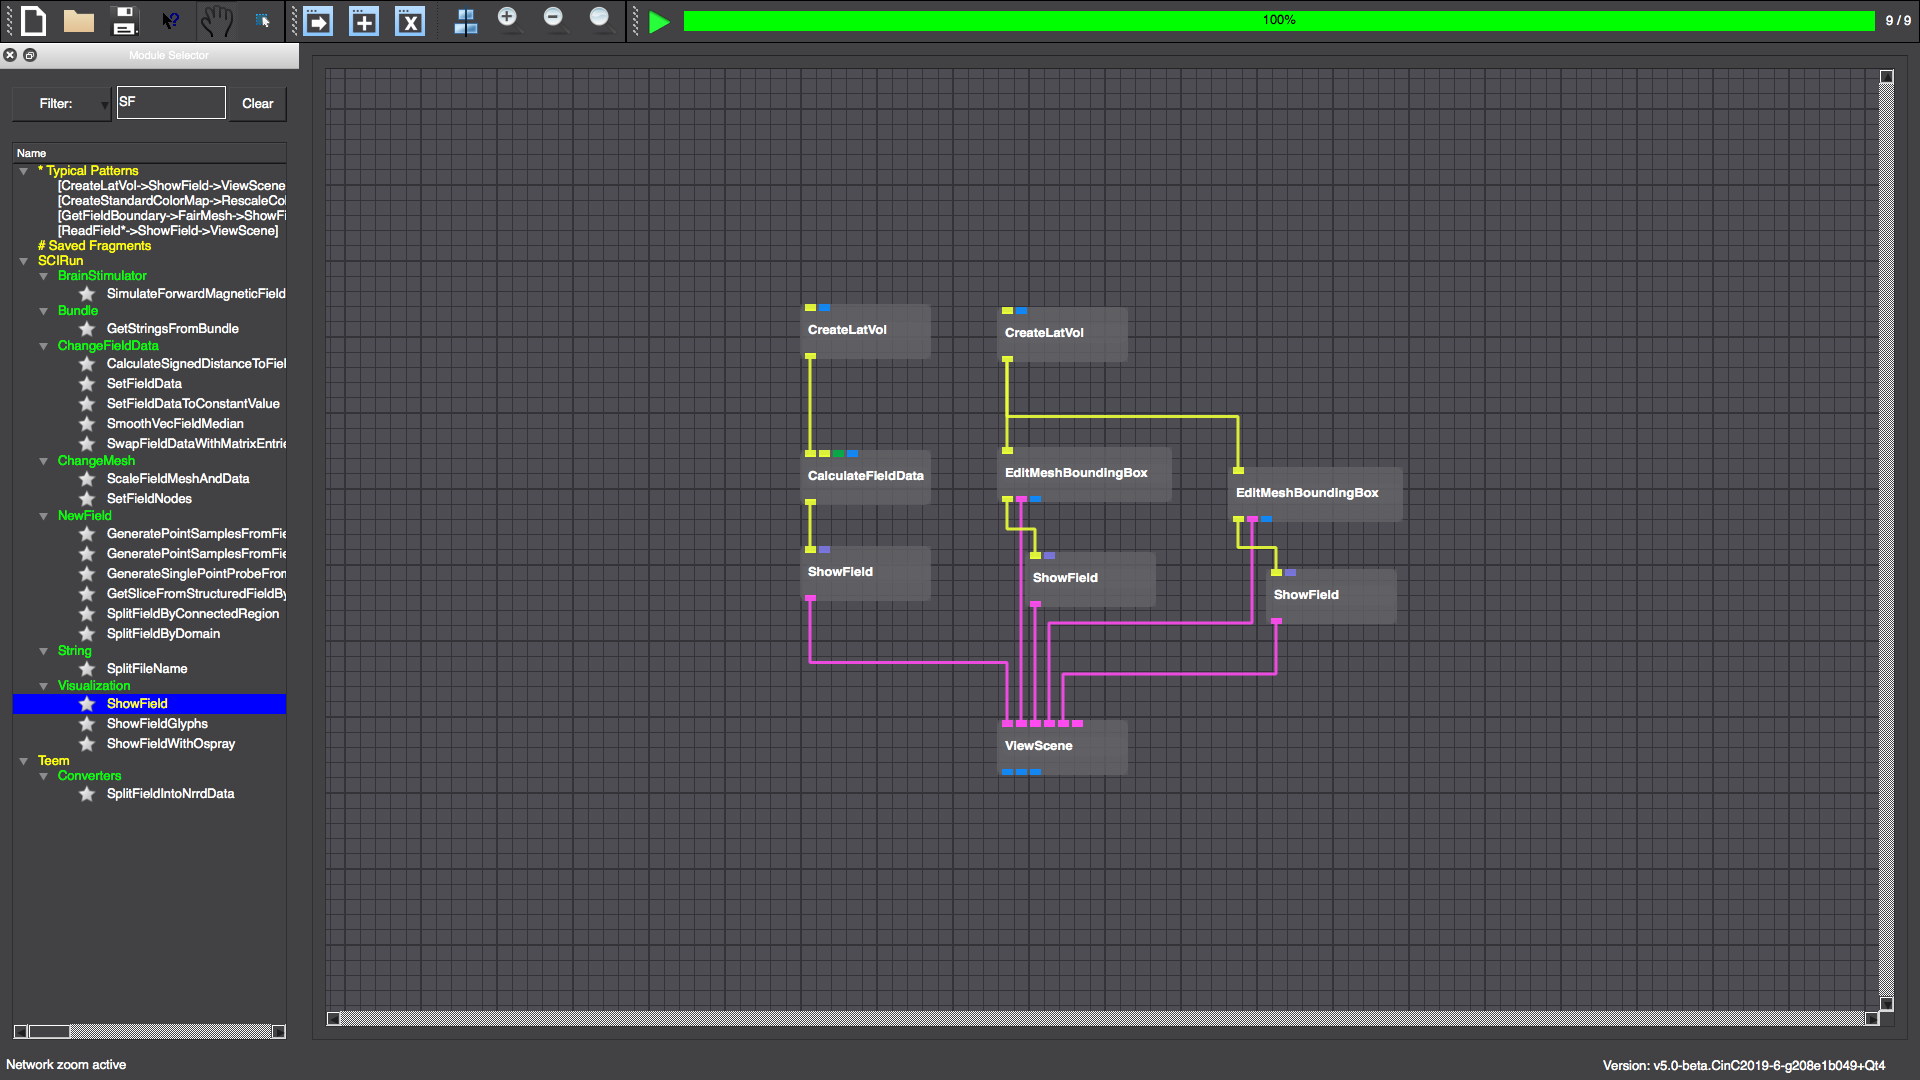 100%
9 / 9
Module Selector
Filter:
SF
Clear
Name
* Typical Patterns
[CreateLatVol->ShowField->ViewScene
[CreateStandardColorMap->RescaleCol
[GetFieldBoundary->FairMesh->ShowFi
[ReadField*->ShowField->ViewScene]
# Saved Fragments
SCIRun
BrainStimulator
SimulateForwardMagneticField
Bundle
GetStringsFromBundle
ChangeFieldData
CalculateSignedDistanceToFiel
SetFieldData
SetFieldDataToConstantValue
SmoothVecFieldMedian
SwapFieldDataWithMatrixEntrie
ChangeMesh
ScaleFieldMeshAndData
SetFieldNodes
NewField
GeneratePointSamplesFromFie
GeneratePointSamplesFromFie
GenerateSinglePointProbeFron
GetSliceFromStructuredFieldBy
SplitFieldByConnectedRegion
SplitFieldByDomain
String
SplitFileName
Visualization
ShowField
ShowFieldGlyphs
ShowFieldWithOspray
Teem
Converters
SplitFieldIntoNrrdData
CreateLatVol
CreateLatVol
CalculateFieldData
EditMeshBoundingBox
EditMeshBoundingBox
ShowField
ShowField
ShowField
ViewScene
Network zoom active
Version: v5.0-beta.CinC2019-6-g208e1b049+Qt4